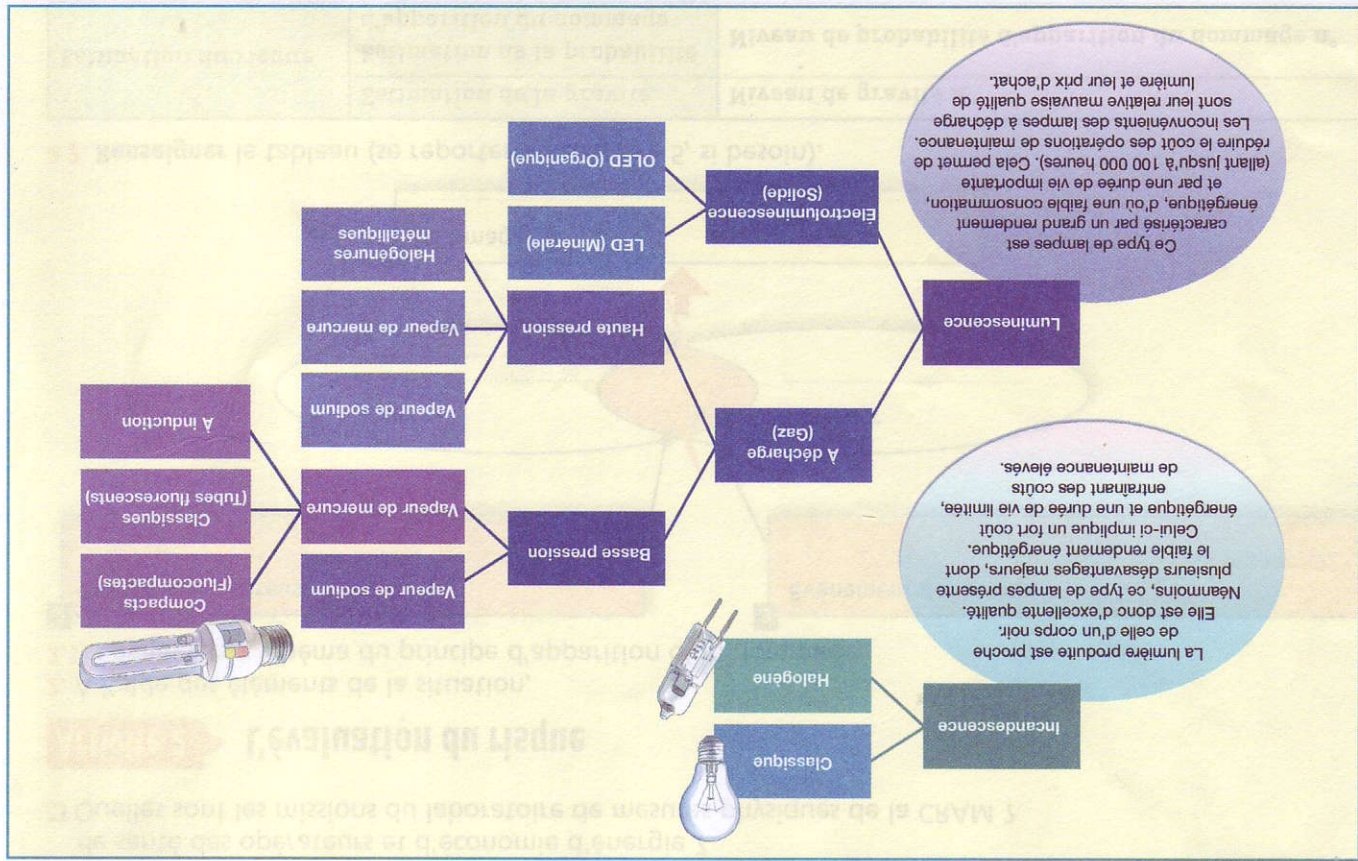 Incandescence
Classique
Halogène
La lumière produite est proche
de celle d'un corps noir.
Elle est donc d'excellente qualité.
Néanmoins, ce type de lampes présente
plusieurs désavantages majeurs, dont
le faible rendement énergétique.
Celui-ci implique un fort coût
énergétique et une durée de vie limitée,
entraînant des coûts
de maintenance élevés.
Luminescence
À décharge
(Gaz)
Basse pression
Vapeur de sodium
Vapeur de mercure
Compacts
(Fluocompactes)
Classiques
(Tubes fluorescents)
À induction
Haute pression
Vapeur de sodium
Vapeur de mercure
Halogénures
métalliques
Électroluminescence
(Solide)
LED (Minérale)
OLED (Organique)
Ce type de lampes est
caractérisé par un grand rendement
énergétique, d'où une faible consommation,
et par une durée de vie importante
(allant jusqu'à 100 000 heures). Cela permet de
réduire le coût des opérations de maintenance.
Les inconvénients des lampes à décharge
sont leur relative mauvaise qualité de
lumière et leur prix d'achat.